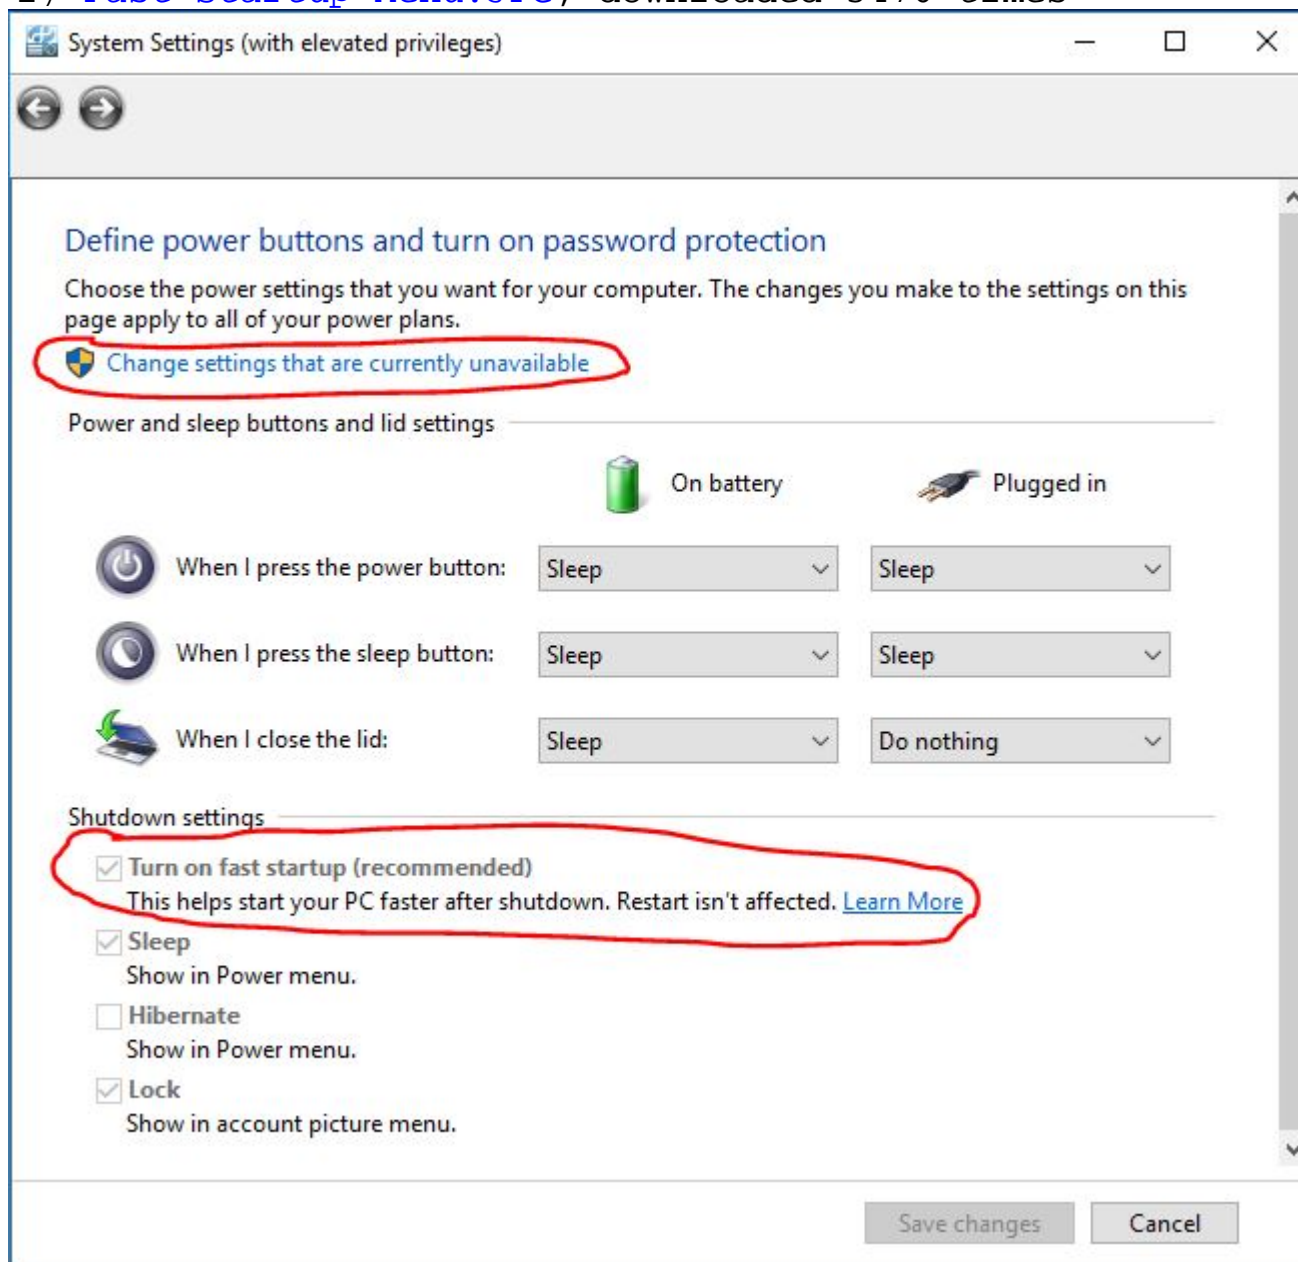 System Settings (with elevated privileges)
Define power buttons and turn on password protection
Choose the power settings that you want for your computer. The changes you make to the settings on this
page apply to all of your power plans.
Change settings that are currently unavailable
Power and sleep buttons and lid settings
On battery Plugged in
When I press the power button: Sleep Sleep
When I press the sleep button: Sleep Sleep
When I close the lid: Sleep Do nothing
Shutdown settings
Turn on fast startup (recommended)
This helps start your PC faster after shutdown. Restart isn't affected. Learn More
Sleep
Show in Power menu.
Hibernate
Show in Power menu.
Lock
Show in account picture menu.
Save changes Cancel